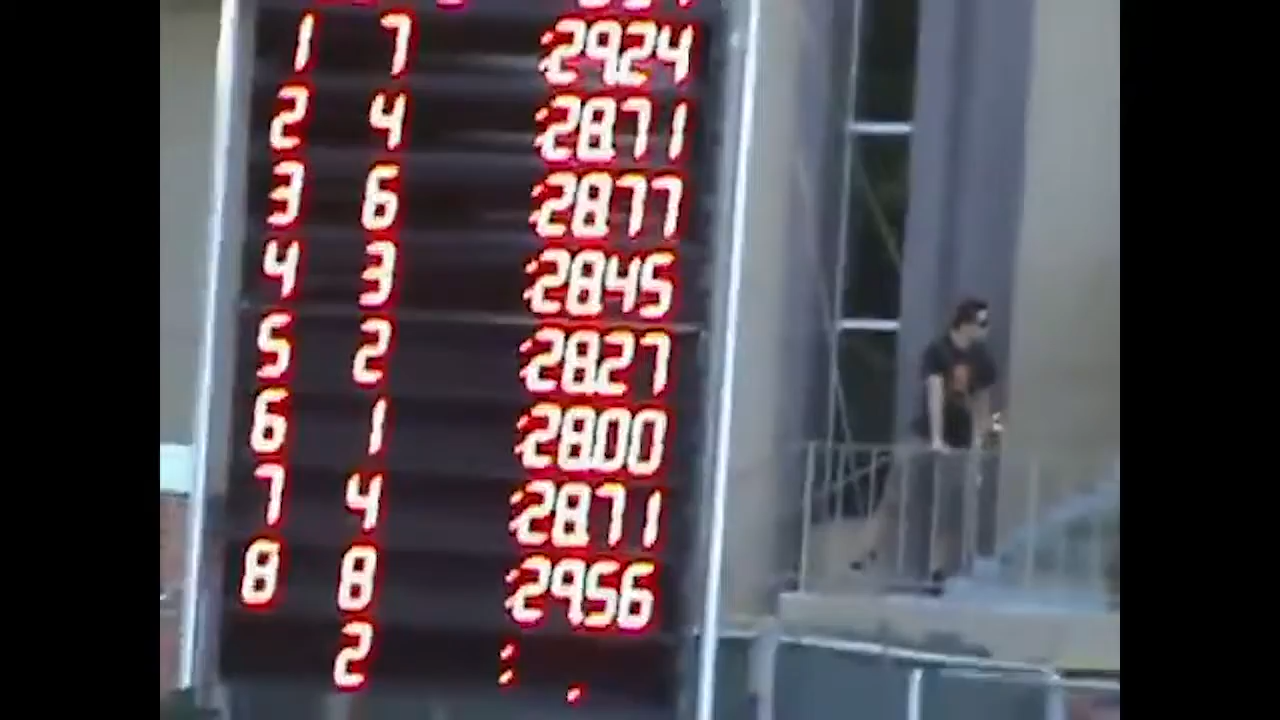 1 7 :29.24
2 4 :28.71
3 6 :28.77
4 3 :28.45
5 2 :28.27
6 1 :28.00
7 4 :28.71
8 8 :29.56
2 : .